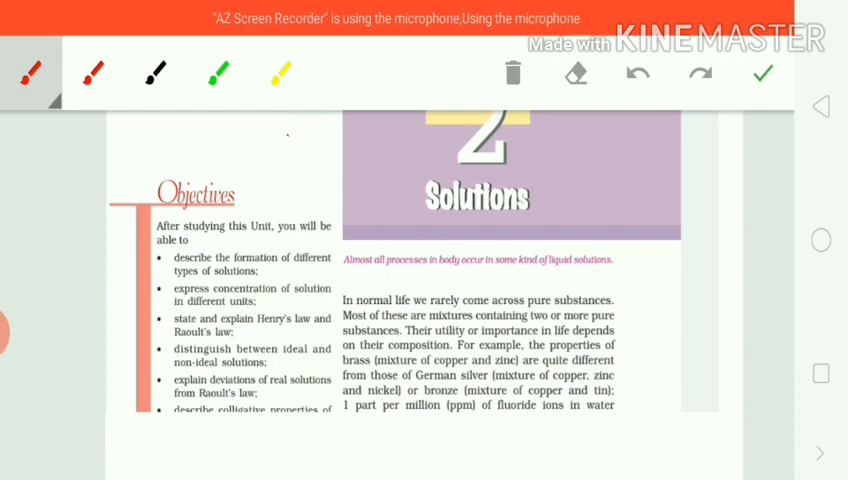 "AZ Screen Recorder" is using the microphone,Using the microphone
Made with KINEMASTER
2
Solutions
Objectives
After studying this Unit, you will be
able to
• describe the formation of different
types of solutions;
• express concentration of solution
in different units;
• state and explain Henry's law and
Raoult's law;
• distinguish between ideal and
non-ideal solutions;
• explain deviations of real solutions
from Raoult's law;
• describe colligative properties of
Almost all processes in body occur in some kind of liquid solutions.
In normal life we rarely come across pure substances.
Most of these are mixtures containing two or more pure
substances. Their utility or importance in life depends
on their composition. For example, the properties of
brass (mixture of copper and zinc) are quite different
from those of German silver (mixture of copper, zinc
and nickel) or bronze (mixture of copper and tin);
1 part per million (ppm) of fluoride ions in water